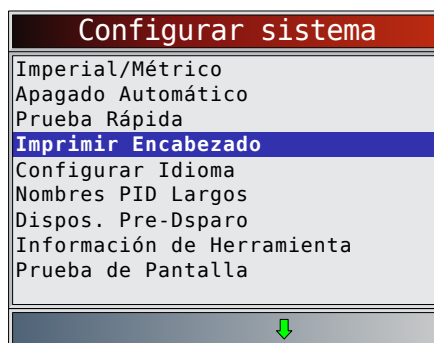 Configurar sistema
Imperial/Métrico
Apagado Automático
Prueba Rápida
Imprimir Encabezado
Configurar Idioma
Nombres PID Largos
Dispos. Pre-Dsparo
Información de Herramienta
Prueba de Pantalla